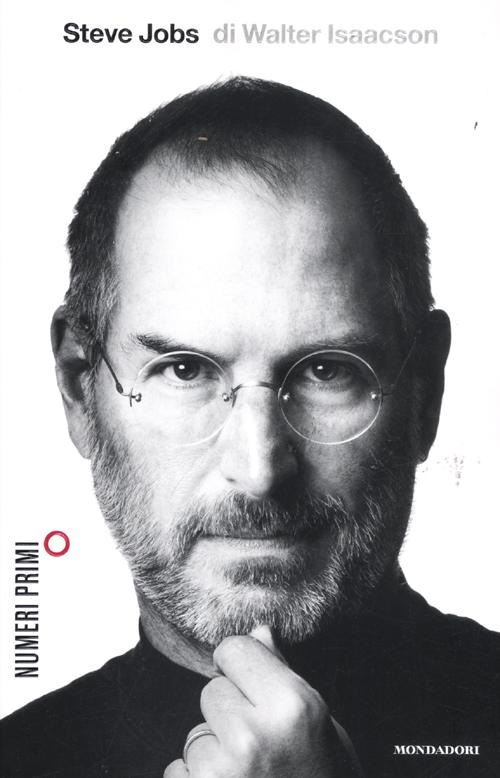 Steve Jobs di Walter Isaacson
NUMERI PRIMI
MONDADORI